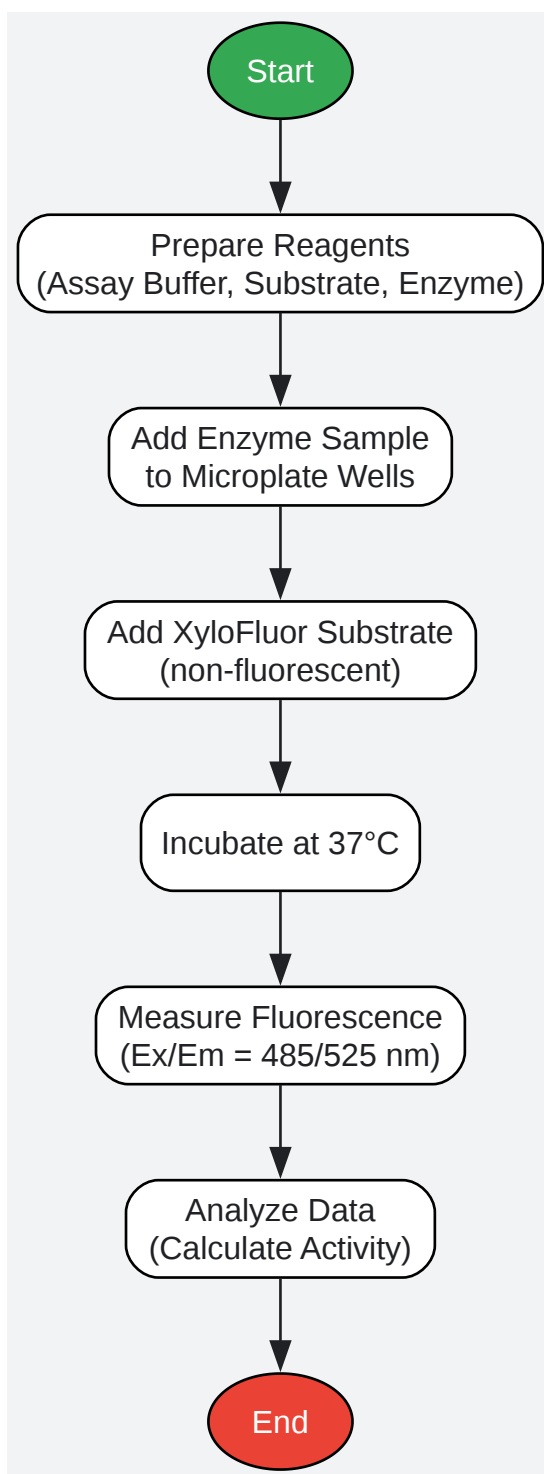 Start
Prepare Reagents
(Assay Buffer, Substrate, Enzyme)
Add Enzyme Sample
to Microplate Wells
Add XyloFluor Substrate
(non-fluorescent)
Incubate at 37°C
Measure Fluorescence
(Ex/Em = 485/525 nm)
Analyze Data
(Calculate Activity)
End